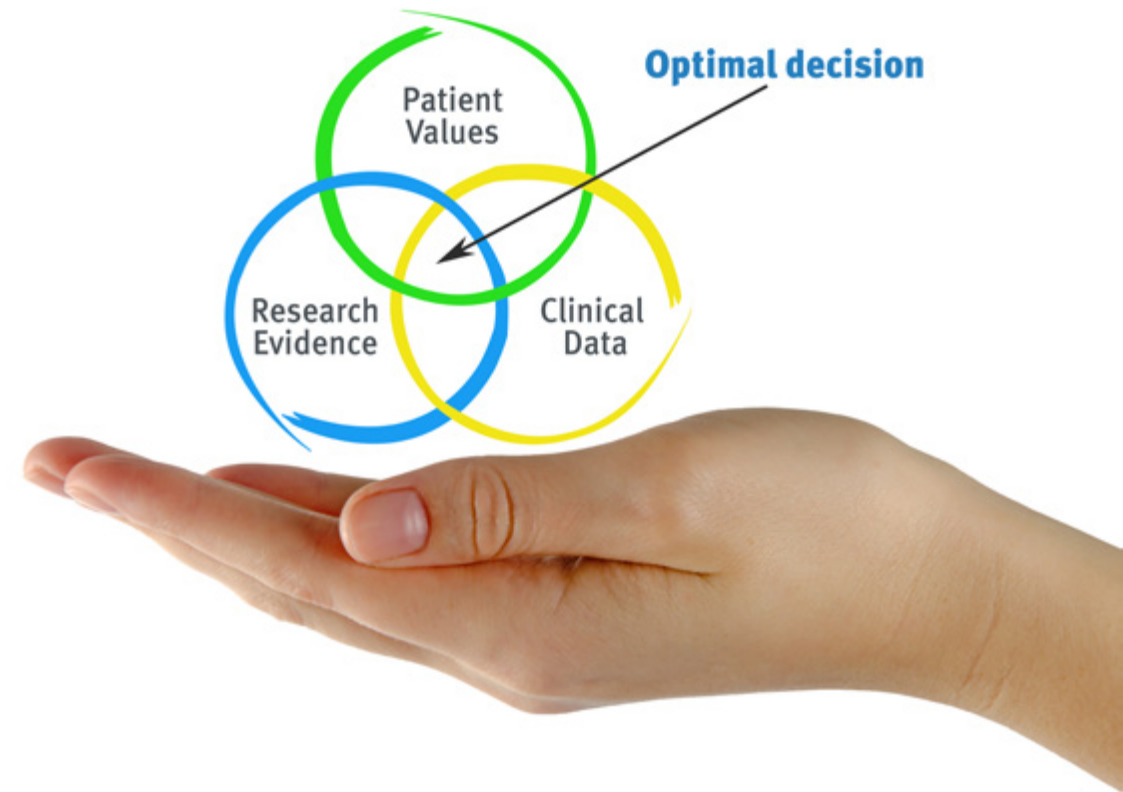 Optimal decision
Patient
Values
Research
Evidence
Clinical
Data